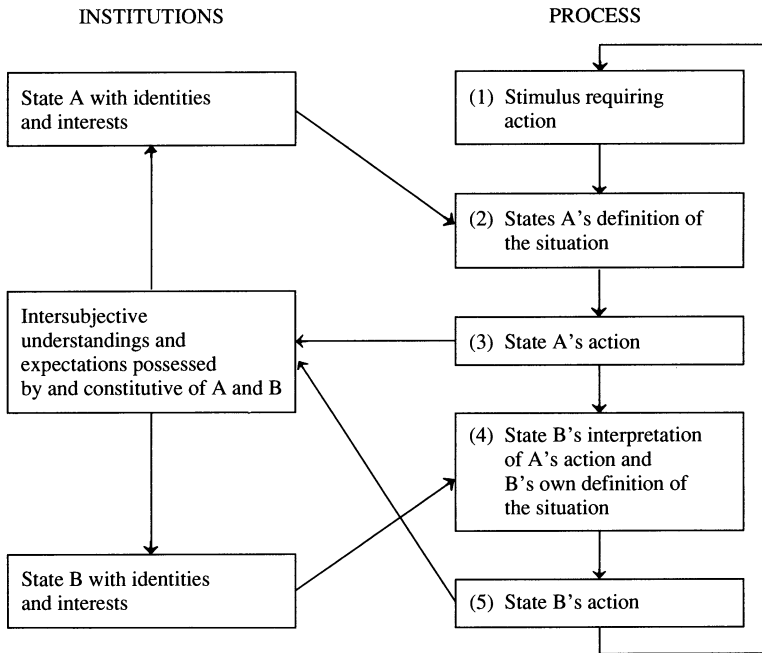 INSTITUTIONS
PROCESS
State A with identities
and interests
(1) Stimulus requiring
action
(2) States A's definition of
the situation
Intersubjective
understandings and
expectations possessed
by and constitutive of A and B
(3) State A's action
(4) State B's interpretation
of A's action and
B's own definition of
the situation
State B with identities
and interests
(5) State B's action